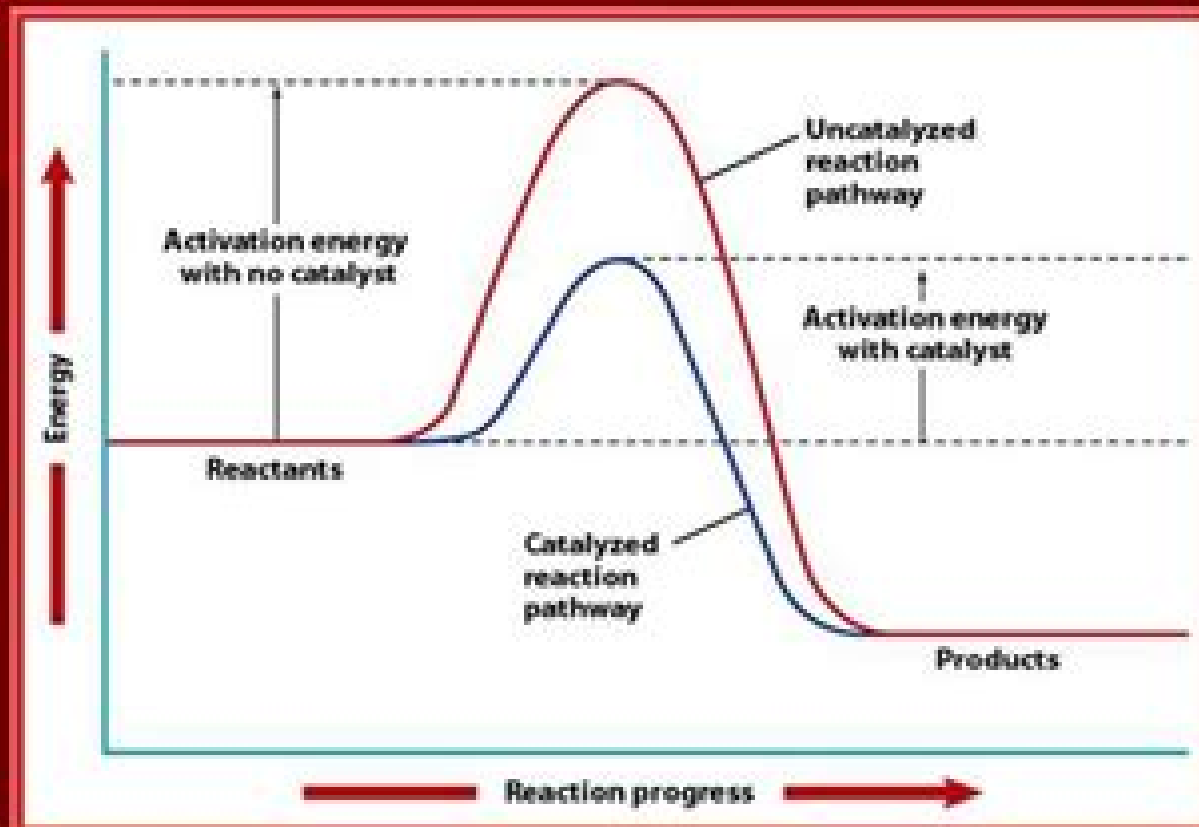 Uncatalyzed
reaction
pathway
Activation energy
with no catalyst
Activation energy
with catalyst
Energy
Reactants
Catalyzed
reaction
pathway
Products
Reaction progress